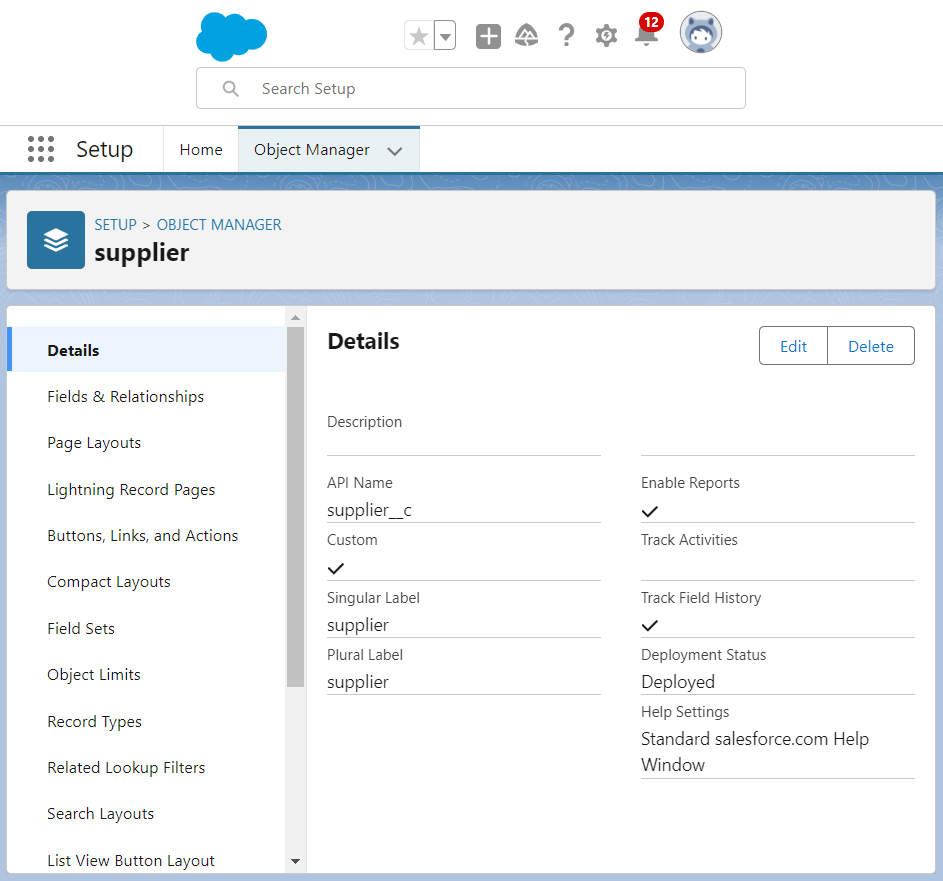 12
Search Setup
Setup
Home
Object Manager
SETUP > OBJECT MANAGER
supplier
Details
Fields & Relationships
Page Layouts
Lightning Record Pages
Buttons, Links, and Actions
Compact Layouts
Field Sets
Object Limits
Record Types
Related Lookup Filters
Search Layouts
List View Button Layout
Details
Edit
Delete
Description
API Name
supplier__c
Custom
Singular Label
supplier
Plural Label
supplier
Enable Reports
Track Activities
Track Field History
Deployment Status
Deployed
Help Settings
Standard salesforce.com Help
Window